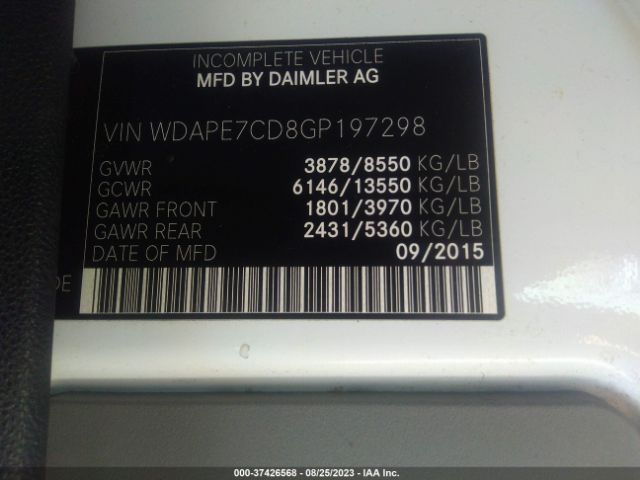 INCOMPLETE VEHICLE
MFD BY DAIMLER AG
VIN WDAPE7CD8GP197298
GVWR 3878/8550 KG/LB
GCWR 6146/13550 KG/LB
GAWR FRONT 1801/3970 KG/LB
GAWR REAR 2431/5360 KG/LB
DATE OF MFD 09/2015
DE
000-37426568 — 08/25/2023 — IAA Inc.